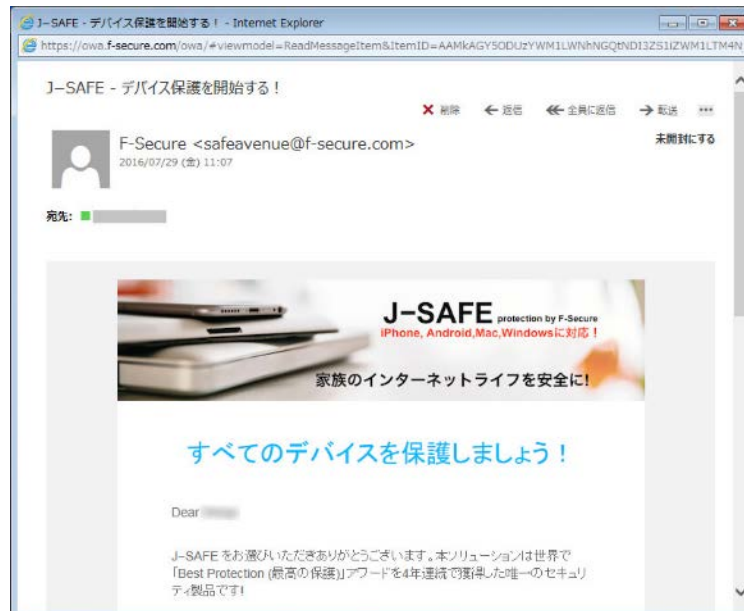 J-SAFE - デバイス保護を開始する! - Internet Explorer
https://owa.f-secure.com/owa/#viewmodel=ReadMessageItem&ItemID=AAMkAGY5ODUzYWM1LWNhNGQtNDI3ZS1iZWM1LTM4N
J-SAFE - デバイス保護を開始する!
削除 返信 全員に返信 転送 ...
F-Secure <safeavenue@f-secure.com>
未開封にする
2016/07/29 (金) 11:07
宛先:
J-SAFE protection by F-Secure
iPhone, Android,Mac,Windowsに対応!
家族のインターネットライフを安全に!
すべてのデバイスを保護しましょう!
Dear
J-SAFE をお選びいただきありがとうございます。本ソリューションは世界で
「Best Protection (最高の保護)」アワードを4年連続で獲得した唯一のセキュリ
ティ製品です!